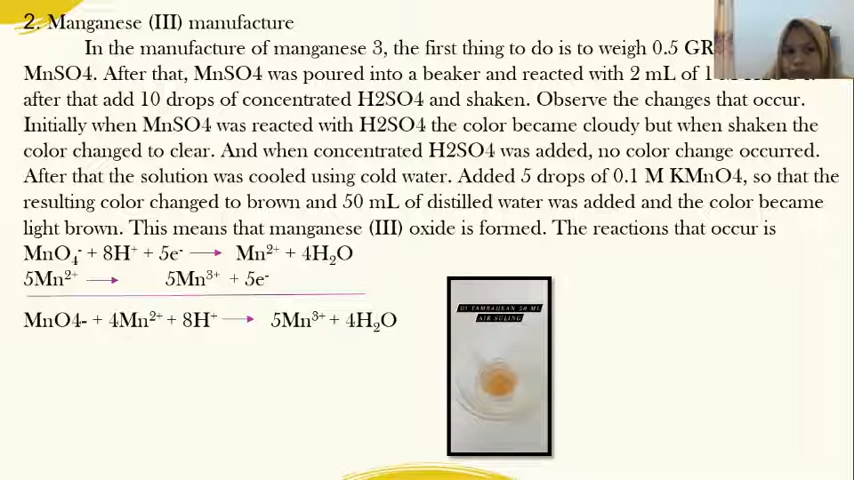 2. Manganese (III) manufacture
In the manufacture of manganese 3, the first thing to do is to weigh 0.5 GR
MnSO4. After that, MnSO4 was poured into a beaker and reacted with 2 mL of 1
after that add 10 drops of concentrated H2SO4 and shaken. Observe the changes that occur.
Initially when MnSO4 was reacted with H2SO4 the color became cloudy but when shaken the
color changed to clear. And when concentrated H2SO4 was added, no color change occurred.
After that the solution was cooled using cold water. Added 5 drops of 0.1 M KMnO4, so that the
resulting color changed to brown and 50 mL of distilled water was added and the color became
light brown. This means that manganese (III) oxide is formed. The reactions that occur is
MnO₄⁻ + 8H⁺ + 5e⁻ → Mn²⁺ + 4H₂O
5Mn²⁺ → 5Mn³⁺ + 5e⁻
MnO4- + 4Mn²⁺ + 8H⁺ → 5Mn³⁺ + 4H₂O
DI TAMBAHKAN 50 ML
AIR SULING